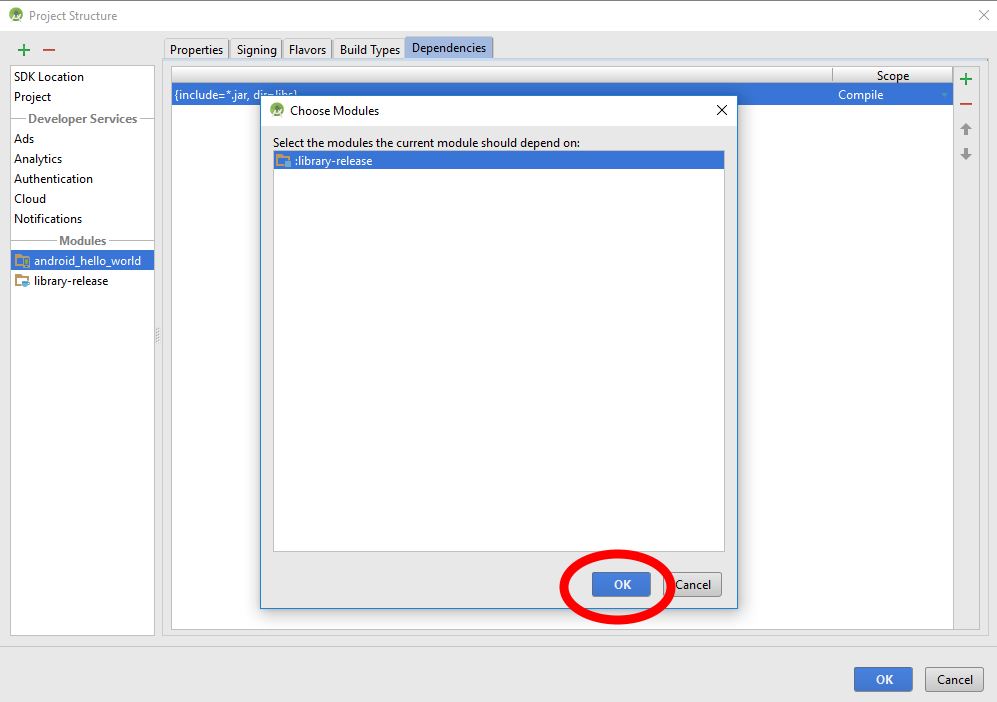 Project Structure
SDK Location
Project
Developer Services
Ads
Analytics
Authentication
Cloud
Notifications
Modules
android_hello_world
library-release
Properties Signing Flavors Build Types Dependencies
Scope
{include=*.jar, dir=libs} Compile
Choose Modules
Select the modules the current module should depend on:
:library-release
OK Cancel
OK Cancel